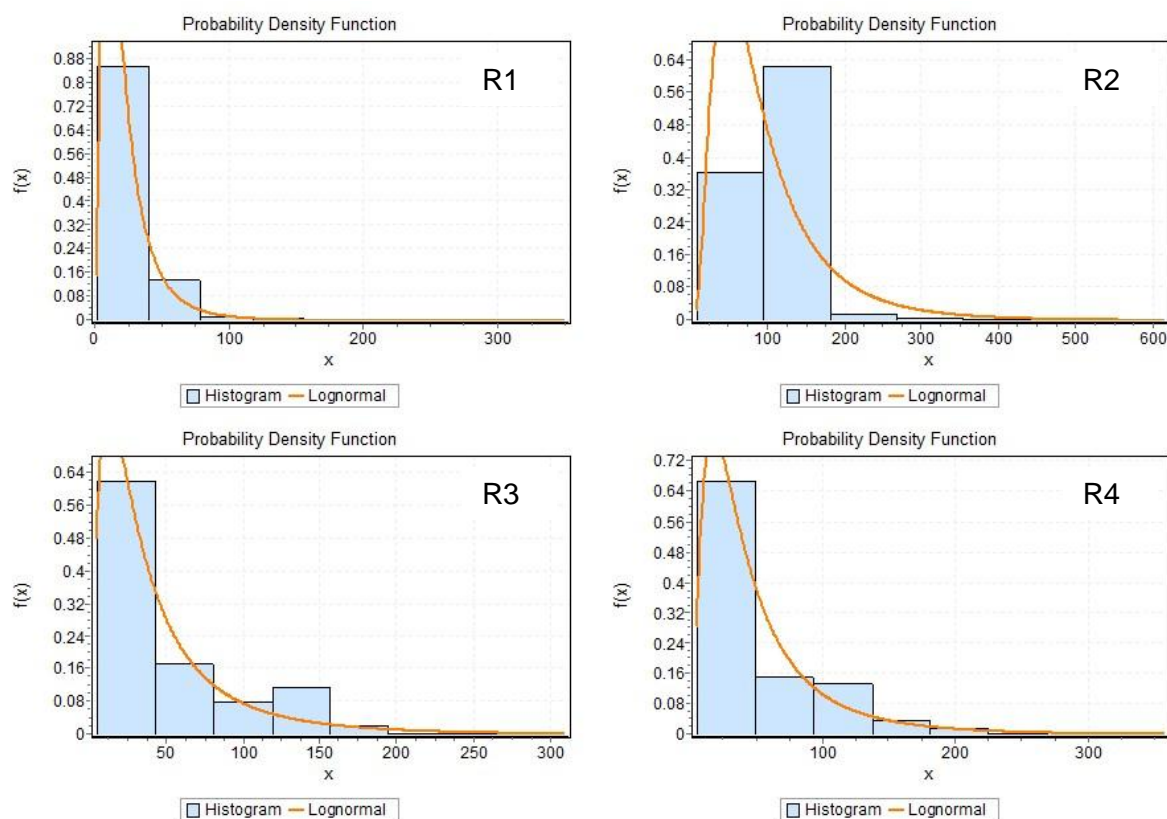 Probability Density Function
R1
f(x)
0.88
0.8
0.72
0.64
0.56
0.48
0.4
0.32
0.24
0.16
0.08
0
0 100 200 300
x
Histogram Lognormal
Probability Density Function
R2
f(x)
0.64
0.56
0.48
0.4
0.32
0.24
0.16
0.08
0
100 200 300 400 500 600
x
Histogram Lognormal
Probability Density Function
R3
f(x)
0.64
0.56
0.48
0.4
0.32
0.24
0.16
0.08
0
50 100 150 200 250 300
x
Histogram Lognormal
Probability Density Function
R4
f(x)
0.72
0.64
0.56
0.48
0.4
0.32
0.24
0.16
0.08
0
100 200 300
x
Histogram Lognormal